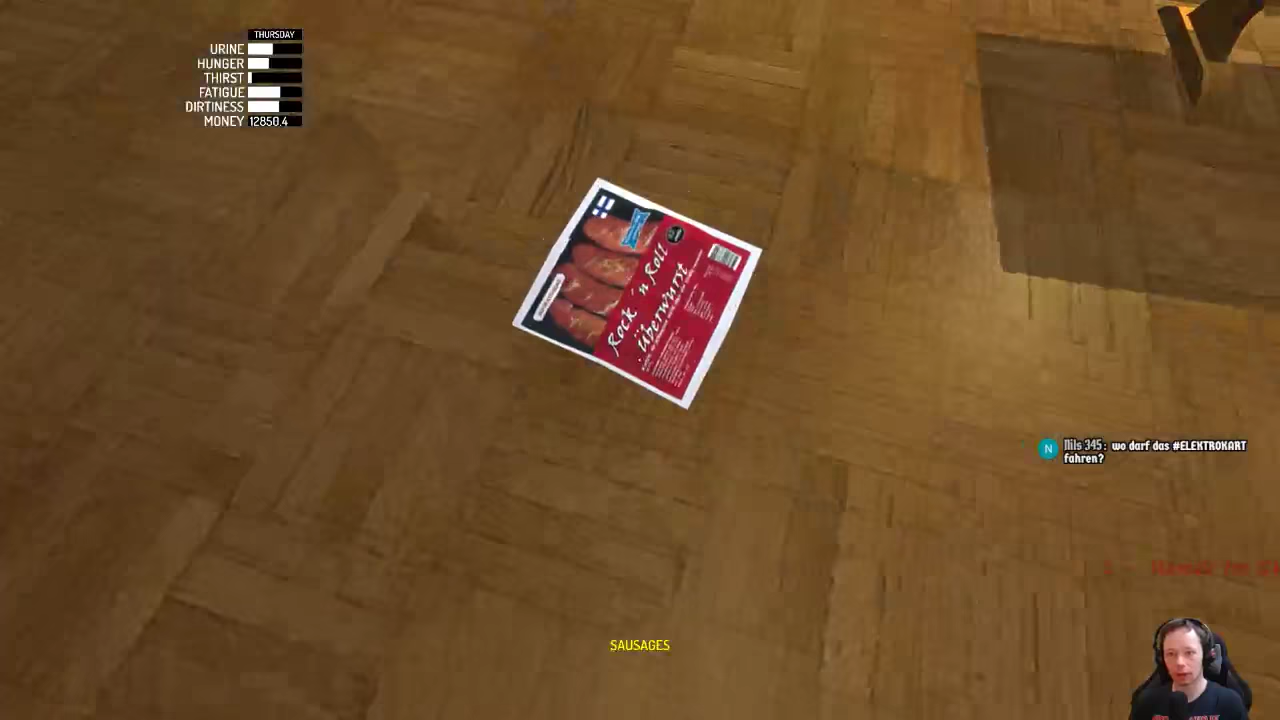 THURSDAY
URINE
HUNGER
THIRST
FATIGUE
DIRTINESS
MONEY 12850.4
Rock 'n Roll
Überwurst
N Nils 345: wo darf das #ELEKTROKART
fahren?
SAUSAGES